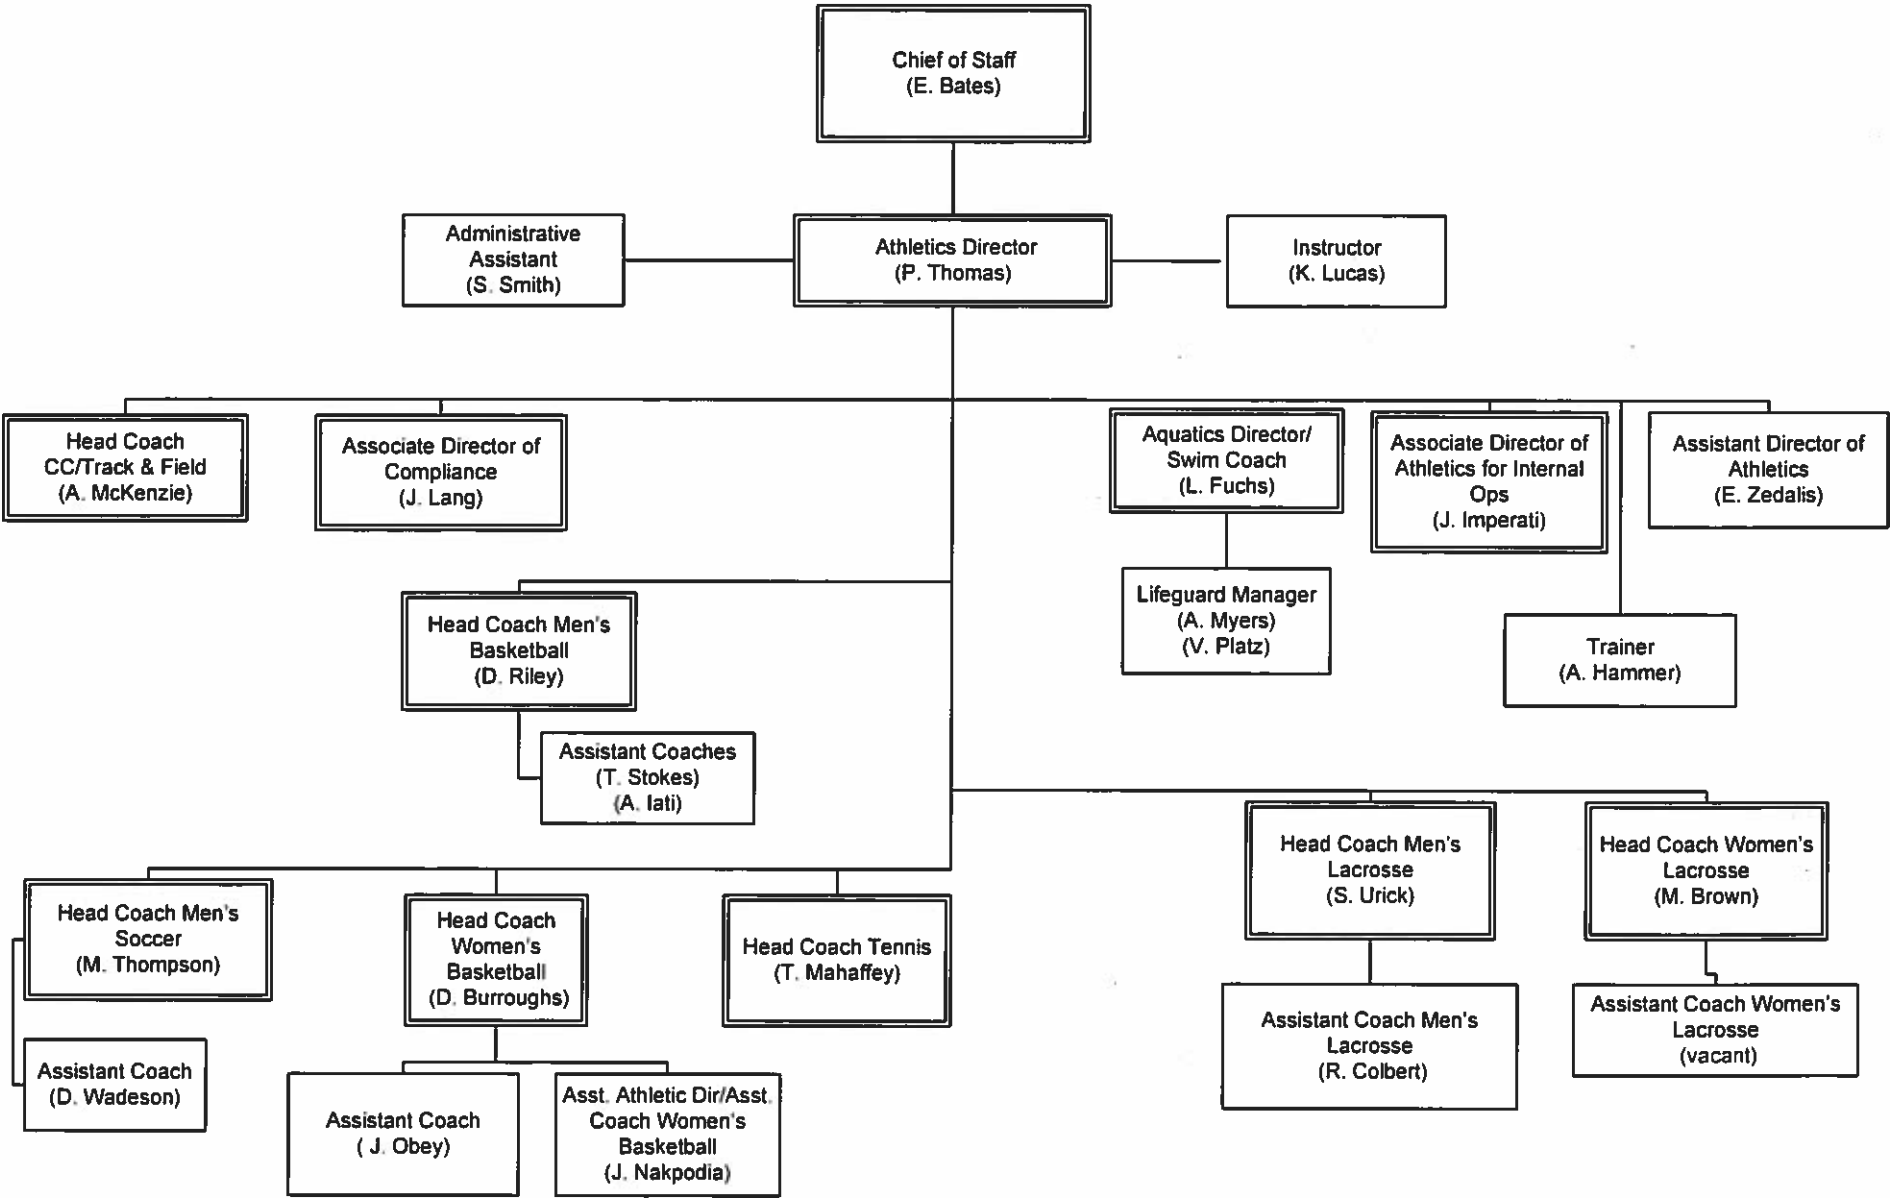 Chief of Staff
(E. Bates)
Administrative
Assistant
(S. Smith)
Athletics Director
(P. Thomas)
Instructor
(K. Lucas)
Head Coach
CC/Track & Field
(A. McKenzie)
Associate Director of
Compliance
(J. Lang)
Aquatics Director/
Swim Coach
(L. Fuchs)
Associate Director of
Athletics for Internal
Ops
(J. Imperati)
Assistant Director of
Athletics
(E. Zedalis)
Head Coach Men's
Basketball
(D. Riley)
Lifeguard Manager
(A. Myers)
(V. Platz)
Trainer
(A. Hammer)
Assistant Coaches
(T. Stokes)
(A. Iati)
Head Coach Men's
Lacrosse
(S. Urick)
Head Coach Women's
Lacrosse
(M. Brown)
Head Coach Men's
Soccer
(M. Thompson)
Head Coach
Women's
Basketball
(D. Burroughs)
Head Coach Tennis
(T. Mahaffey)
Assistant Coach Men's
Lacrosse
(R. Colbert)
Assistant Coach Women's
Lacrosse
(vacant)
Assistant Coach
(D. Wadeson)
Assistant Coach
( J. Obey)
Asst. Athletic Dir/Asst.
Coach Women's
Basketball
(J. Nakpodia)